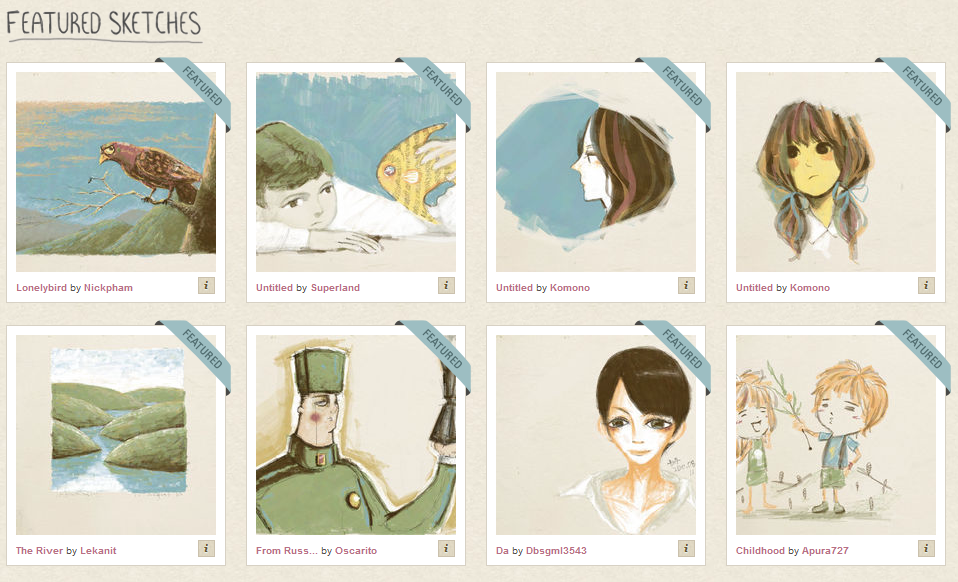 FEATURED SKETCHES
FEATURED
FEATURED
FEATURED
FEATURED
Lonelybird by Nickpham
i
Untitled by Superland
i
Untitled by Komono
i
Untitled by Komono
i
FEATURED
FEATURED
FEATURED
FEATURED
The River by Lekanit
i
From Russ... by Oscarito
i
Da by Dbsgml3543
i
Childhood by Apura727
i